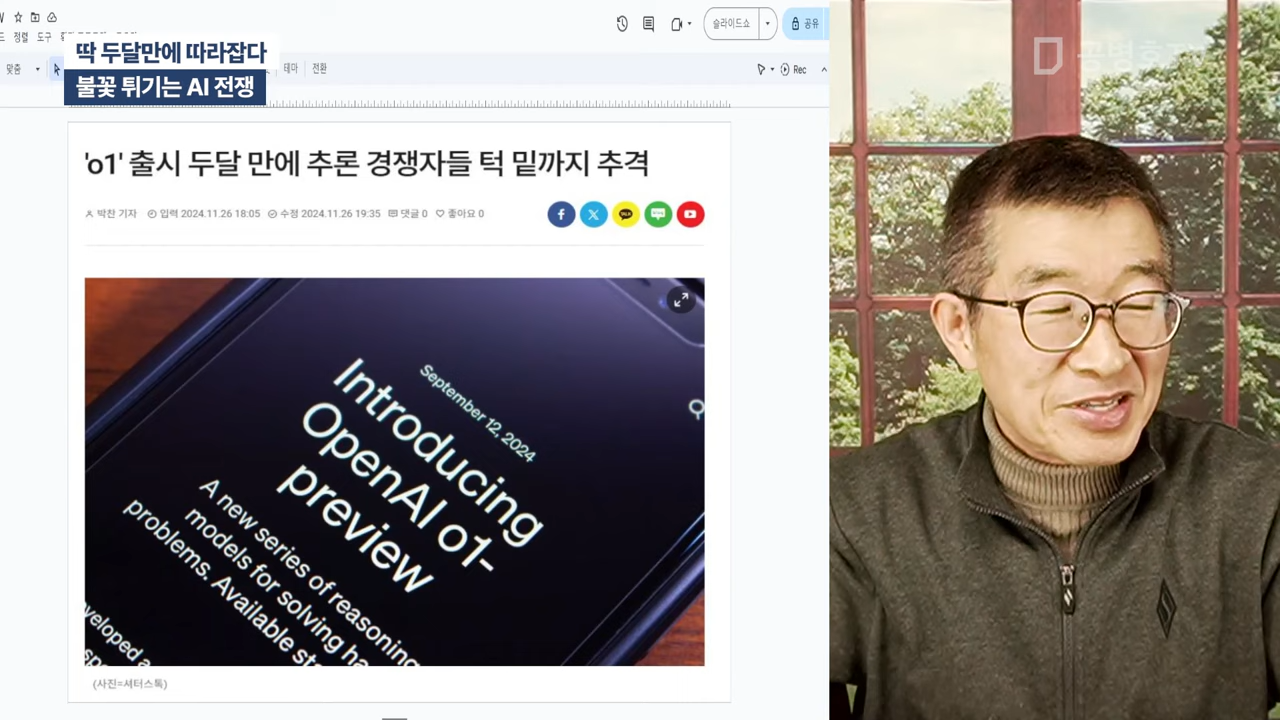 딱 두달만에 따라잡다
불꽃 튀기는 AI 전쟁
정렬 도구
슬라이드쇼
공유
맞춤
테마 전환
Rec
'o1' 출시 두달 만에 추론 경쟁자들 턱 밑까지 추격
박찬 기자 입력 2024.11.26 18:05 수정 2024.11.26 19:35 댓글 0 좋아요 0
TALK
September 12, 2024
Introducing
OpenAI o1-
preview
A new series of reasoning
models for solving
problems. Available
(사진=셔터스톡)